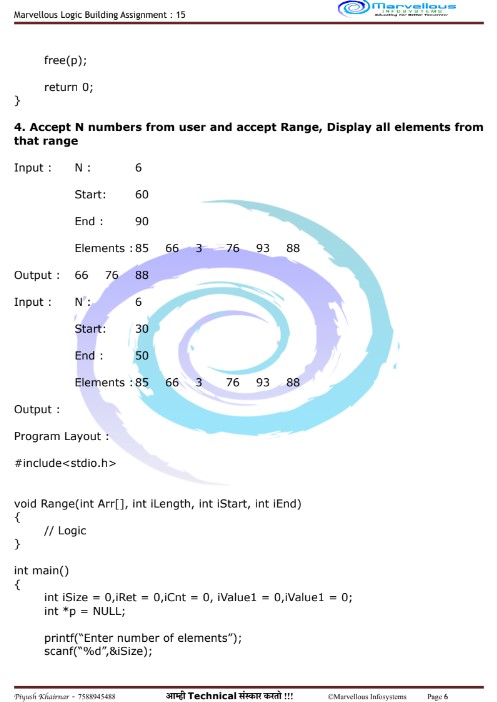 Marvellous Logic Building Assignment : 15
Marvellous
INFOSYSTEMS
Educating For Better Tomorrow
free(p);
return 0;
}
4. Accept N numbers from user and accept Range, Display all elements from
that range
Input : N : 6
Start: 60
End : 90
Elements : 85 66 3 76 93 88
Output : 66 76 88
Input : N : 6
Start: 30
End : 50
Elements : 85 66 3 76 93 88
Output :
Program Layout :
#include<stdio.h>
void Range(int Arr[], int iLength, int iStart, int iEnd)
{
// Logic
}
int main()
{
int iSize = 0,iRet = 0,iCnt = 0, iValue1 = 0,iValue1 = 0;
int *p = NULL;
printf(“Enter number of elements”);
scanf(“%d”,&iSize);
Piyush Khairnar - 7588945488 आम्ही Technical संस्कार करतो !!! ©Marvellous Infosystems Page 6